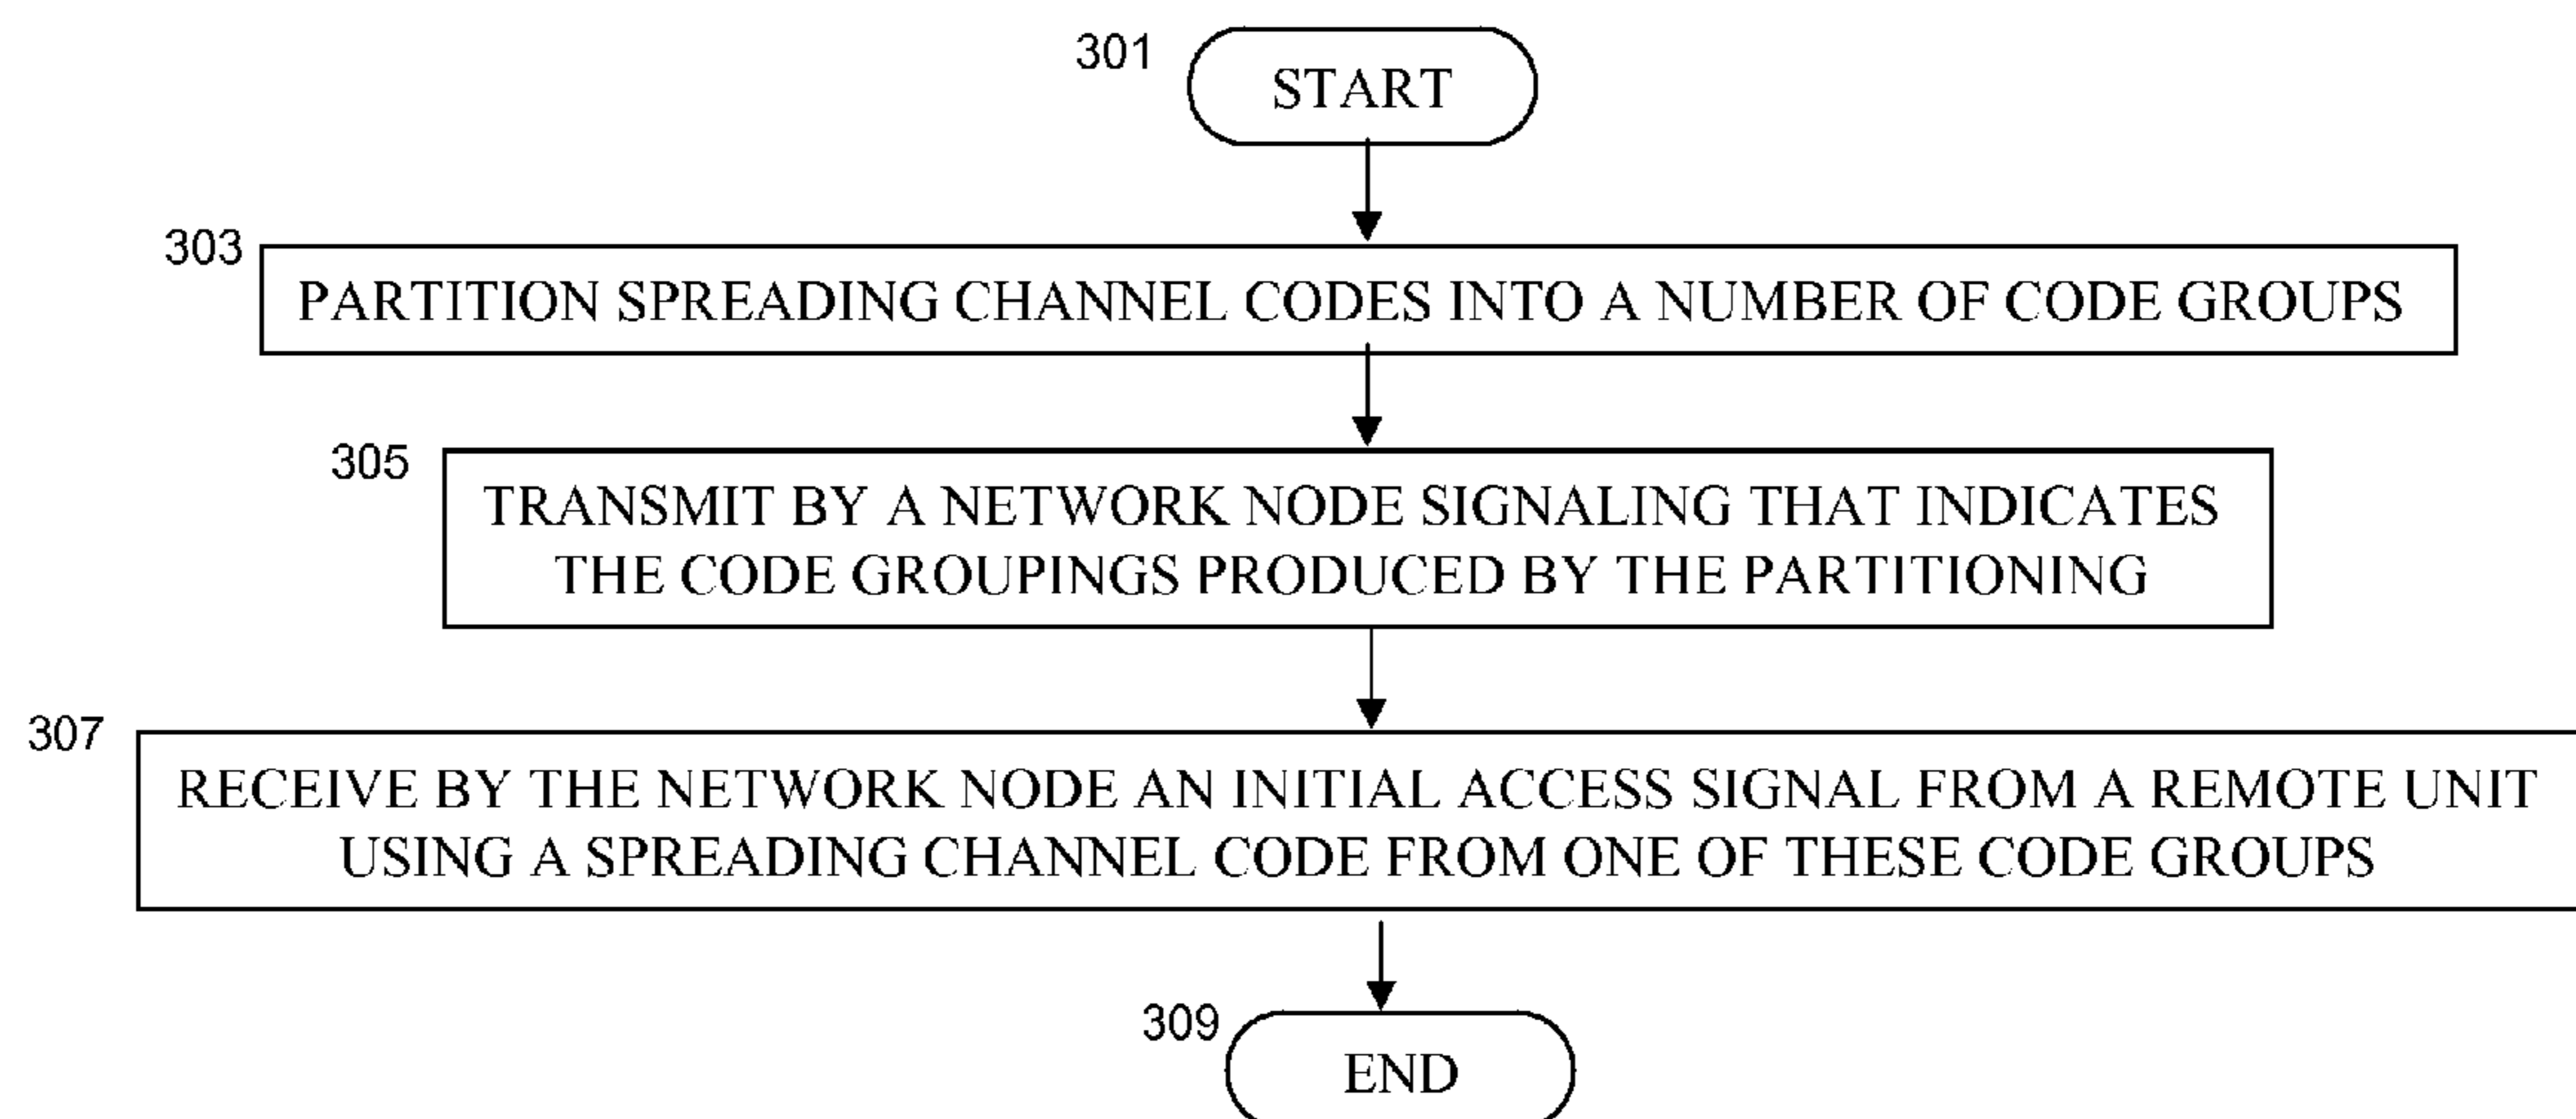 301
START
303
PARTITION SPREADING CHANNEL CODES INTO A NUMBER OF CODE GROUPS
305
TRANSMIT BY A NETWORK NODE SIGNALING THAT INDICATES
THE CODE GROUPINGS PRODUCED BY THE PARTITIONING
307
RECEIVE BY THE NETWORK NODE AN INITIAL ACCESS SIGNAL FROM A REMOTE UNIT
USING A SPREADING CHANNEL CODE FROM ONE OF THESE CODE GROUPS
309
END